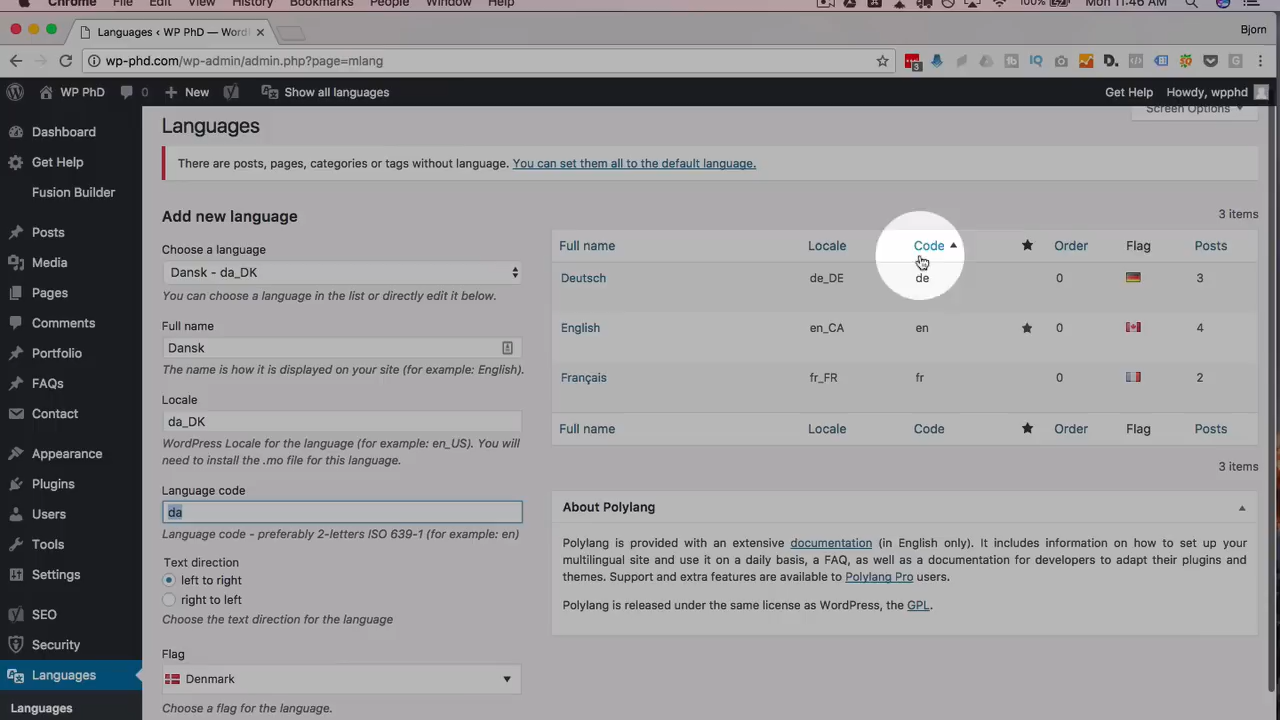 Chrome File Edit View History Bookmarks People Window Help 100% Mon 11:46 AM
Languages ‹ WP PhD — Word
Bjorn
wp-phd.com/wp-admin/admin.php?page=mlang
3
WP PhD 0 New Show all languages Get Help Howdy, wpphd
Screen Options
Dashboard
Get Help
Fusion Builder
Posts
Media
Pages
Comments
Portfolio
FAQs
Contact
Appearance
Plugins
Users
Tools
Settings
SEO
Security
Languages
Languages
Languages
There are posts, pages, categories or tags without language. You can set them all to the default language.
Add new language
Choose a language
Dansk - da_DK
You can choose a language in the list or directly edit it below.
Full name
Dansk
The name is how it is displayed on your site (for example: English).
Locale
da_DK
WordPress Locale for the language (for example: en_US). You will
need to install the .mo file for this language.
Language code
da
Language code - preferably 2-letters ISO 639-1 (for example: en)
Text direction
left to right
right to left
Choose the text direction for the language
Flag
Denmark
Choose a flag for the language.
3 items
Full name Locale Code Order Flag Posts
Deutsch de_DE de 0 3
English en_CA en 0 4
Français fr_FR fr 0 2
Full name Locale Code Order Flag Posts
3 items
About Polylang
Polylang is provided with an extensive documentation (in English only). It includes information on how to set up your
multilingual site and use it on a daily basis, a FAQ, as well as a documentation for developers to adapt their plugins and
themes. Support and extra features are available to Polylang Pro users.
Polylang is released under the same license as WordPress, the GPL.